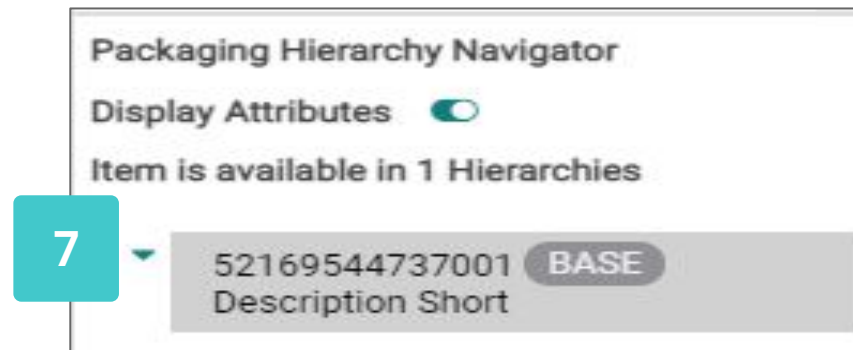 Packaging Hierarchy Navigator
Display Attributes
Item is available in 1 Hierarchies
7
52169544737001 BASE
Description Short